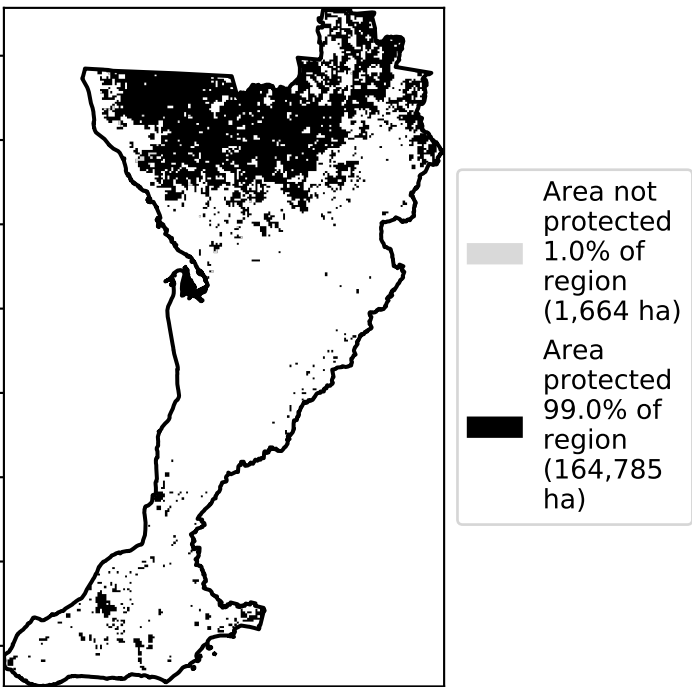 Area not
protected
1.0% of
region
(1,664 ha)
Area
protected
99.0% of
region
(164,785
ha)